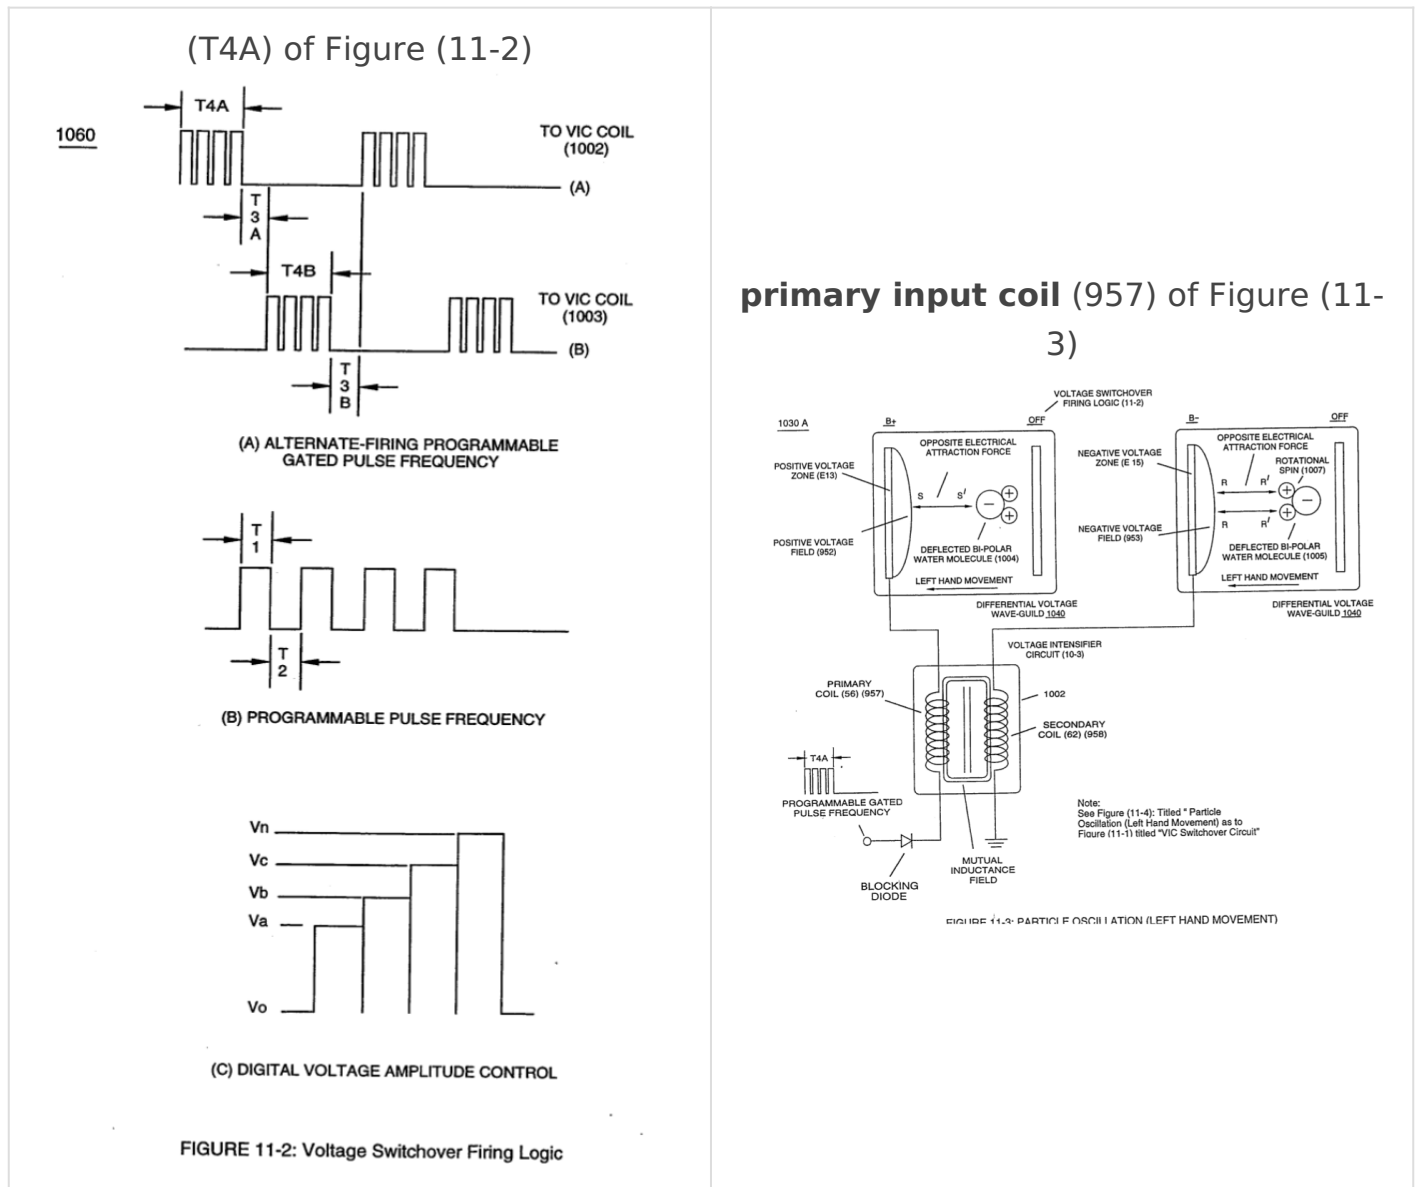 (T4A) of Figure (11-2)
T4A
1060
TO VIC COIL
(1002)
(A)
T
3
A
T4B
TO VIC COIL
(1003)
(B)
T
3
B
(A) ALTERNATE-FIRING PROGRAMMABLE
GATED PULSE FREQUENCY
T
1
T
2
(B) PROGRAMMABLE PULSE FREQUENCY
Vn
Vc
Vb
Va
Vo
(C) DIGITAL VOLTAGE AMPLITUDE CONTROL
FIGURE 11-2: Voltage Switchover Firing Logic
primary input coil (957) of Figure (11-
3)
VOLTAGE SWITCHOVER
FIRING LOGIC (11-2)
1030 A
B+
OFF
OPPOSITE ELECTRICAL
ATTRACTION FORCE
POSITIVE VOLTAGE
ZONE (E13)
S
S'
−
+
+
POSITIVE VOLTAGE
FIELD (952)
DEFLECTED BI-POLAR
WATER MOLECULE (1004)
LEFT HAND MOVEMENT
DIFFERENTIAL VOLTAGE
WAVE-GUILD 1040
B-
OFF
OPPOSITE ELECTRICAL
ATTRACTION FORCE
NEGATIVE VOLTAGE
ZONE (E 15)
ROTATIONAL
SPIN (1007)
R
R'
+
−
+
R
R'
NEGATIVE VOLTAGE
FIELD (953)
DEFLECTED BI-POLAR
WATER MOLECULE (1005)
LEFT HAND MOVEMENT
DIFFERENTIAL VOLTAGE
WAVE-GUILD 1040
VOLTAGE INTENSIFIER
CIRCUIT (10-3)
PRIMARY
COIL (56) (957)
1002
SECONDARY
COIL (62) (958)
T4A
PROGRAMMABLE GATED
PULSE FREQUENCY
BLOCKING
DIODE
MUTUAL
INDUCTANCE
FIELD
Note:
See Figure (11-4): Titled " Particle
Oscillation (Left Hand Movement) as to
Figure (11-1) titled "VIC Switchover Circuit"
FIGURE 11-3: PARTICLE OSCILLATION (LEFT HAND MOVEMENT)